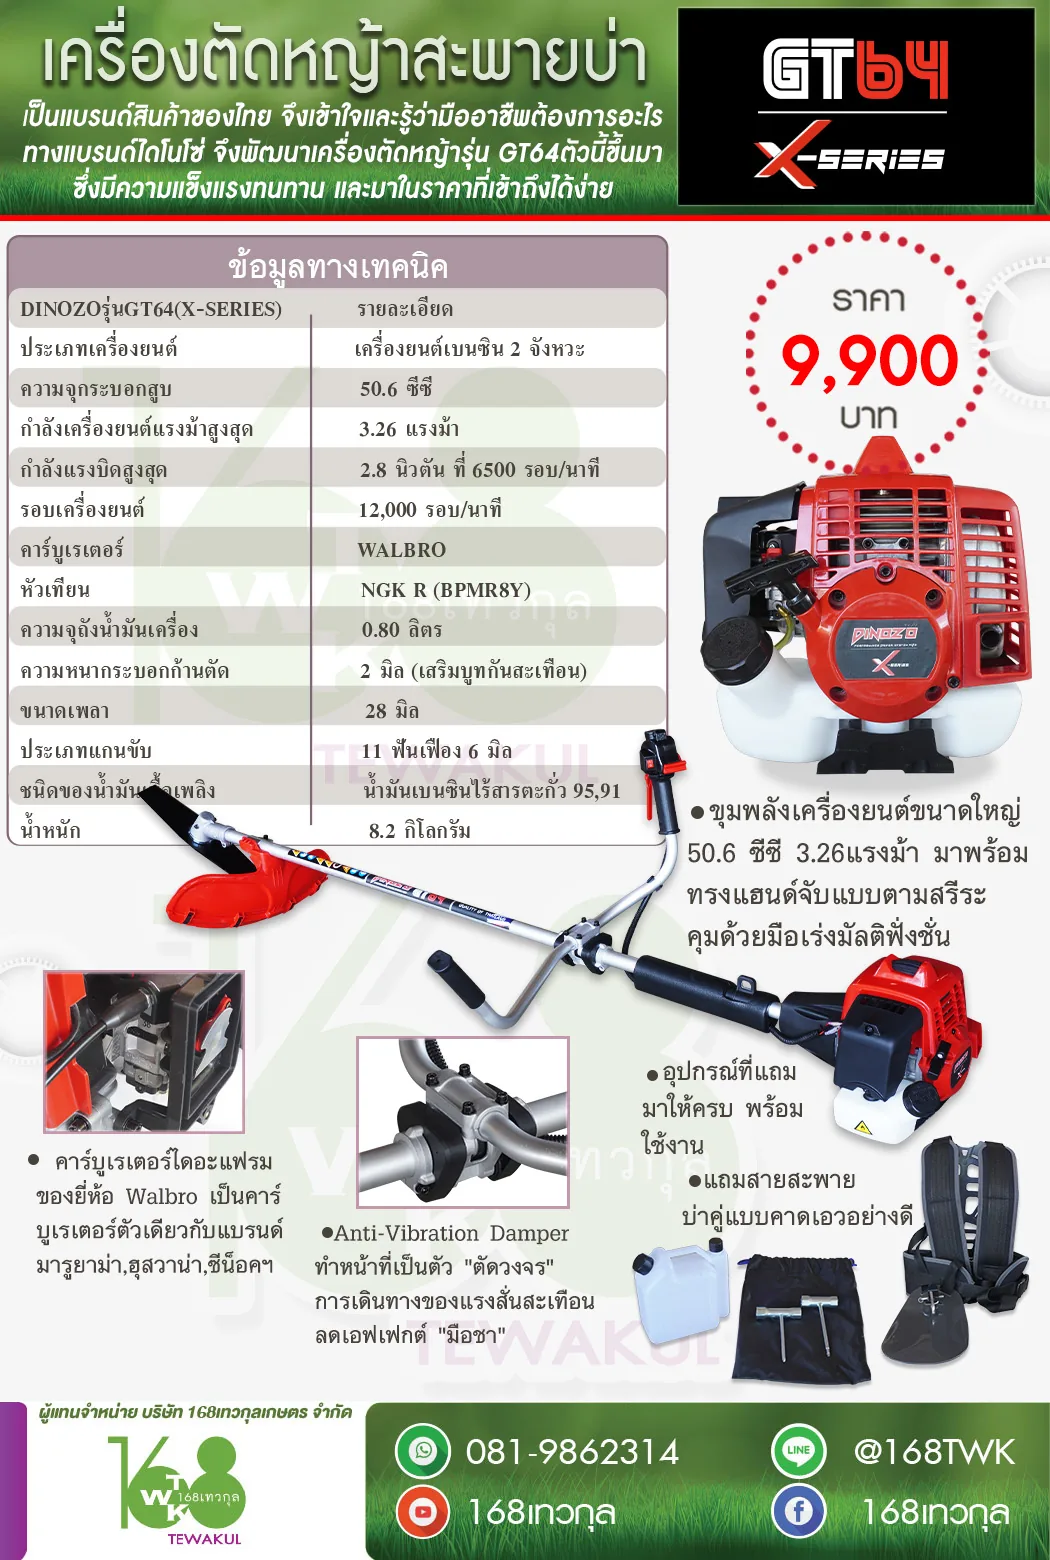 เครื่องตัดหญ้าสะพายบ่า
เป็นแบรนด์สินค้าของไทย จึงเข้าใจและรู้ว่ามืออาชีพต้องการอะไร
ทางแบรนด์ไดโนโซ่ จึงพัฒนาเครื่องตัดหญ้ารุ่น GT64ตัวนี้ขึ้นมา
ซึ่งมีความแข็งแรงทนทาน และมาในราคาที่เข้าถึงได้ง่าย
GT64
X-SERIES
ข้อมูลทางเทคนิค
DINOZOรุ่นGT64(X-SERIES) รายละเอียด
ประเภทเครื่องยนต์ เครื่องยนต์เบนซิน 2 จังหวะ
ความจุกระบอกสูบ 50.6 ซีซี
กำลังเครื่องยนต์แรงม้าสูงสุด 3.26 แรงม้า
กำลังแรงบิดสูงสุด 2.8 นิวตัน ที่ 6500 รอบ/นาที
รอบเครื่องยนต์ 12,000 รอบ/นาที
คาร์บูเรเตอร์ WALBRO
หัวเทียน NGK R (BPMR8Y)
ความจุถังน้ำมันเครื่อง 0.80 ลิตร
ความหนากระบอกก้านตัด 2 มิล (เสริมบูทกันสะเทือน)
ขนาดเพลา 28 มิล
ประเภทแกนขับ 11 ฟันเฟือง 6 มิล
ชนิดของน้ำมันเชื้อเพลิง น้ำมันเบนซินไร้สารตะกั่ว 95,91
น้ำหนัก 8.2 กิโลกรัม
ราคา
9,900
บาท
DINOZO
X-SERIES
●ขุมพลังเครื่องยนต์ขนาดใหญ่
50.6 ซีซี 3.26แรงม้า มาพร้อม
ทรงแฮนด์จับแบบตามสรีระ
คุมด้วยมือเร่งมัลติฟังชั่น
● คาร์บูเรเตอร์ไดอะแฟรม
ของยี่ห้อ Walbro เป็นคาร์
บูเรเตอร์ตัวเดียวกับแบรนด์
มารูยาม่า,ฮุสวาน่า,ชีน็อคฯ
●Anti-Vibration Damper
ทำหน้าที่เป็นตัว "ตัดวงจร"
การเดินทางของแรงสั่นสะเทือน
ลดเอฟเฟกต์ "มือชา"
●อุปกรณ์ที่แถม
มาให้ครบ พร้อม
ใช้งาน
●แถมสายสะพาย
บ่าคู่แบบคาดเอวอย่างดี
168เทวกุล
TEWAKUL
ผู้แทนจำหน่าย บริษัท 168เทวกุลเกษตร จำกัด
168
TWK
168เทวกุล
TEWAKUL
081-9862314
LINE
@168TWK
168เทวกุล
168เทวกุล